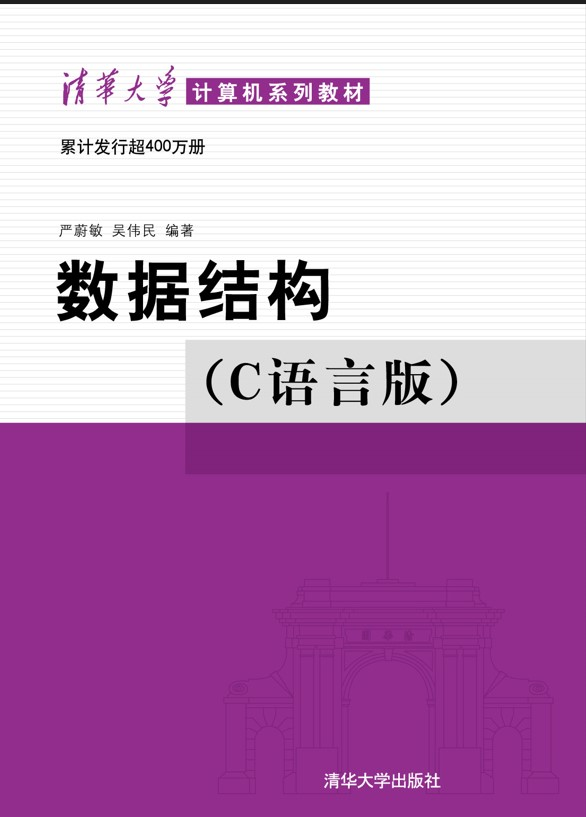 清华大学 计算机系列教材
累计发行超400万册
严蔚敏 吴伟民 编著
数据结构
(C语言版)
清华大学出版社